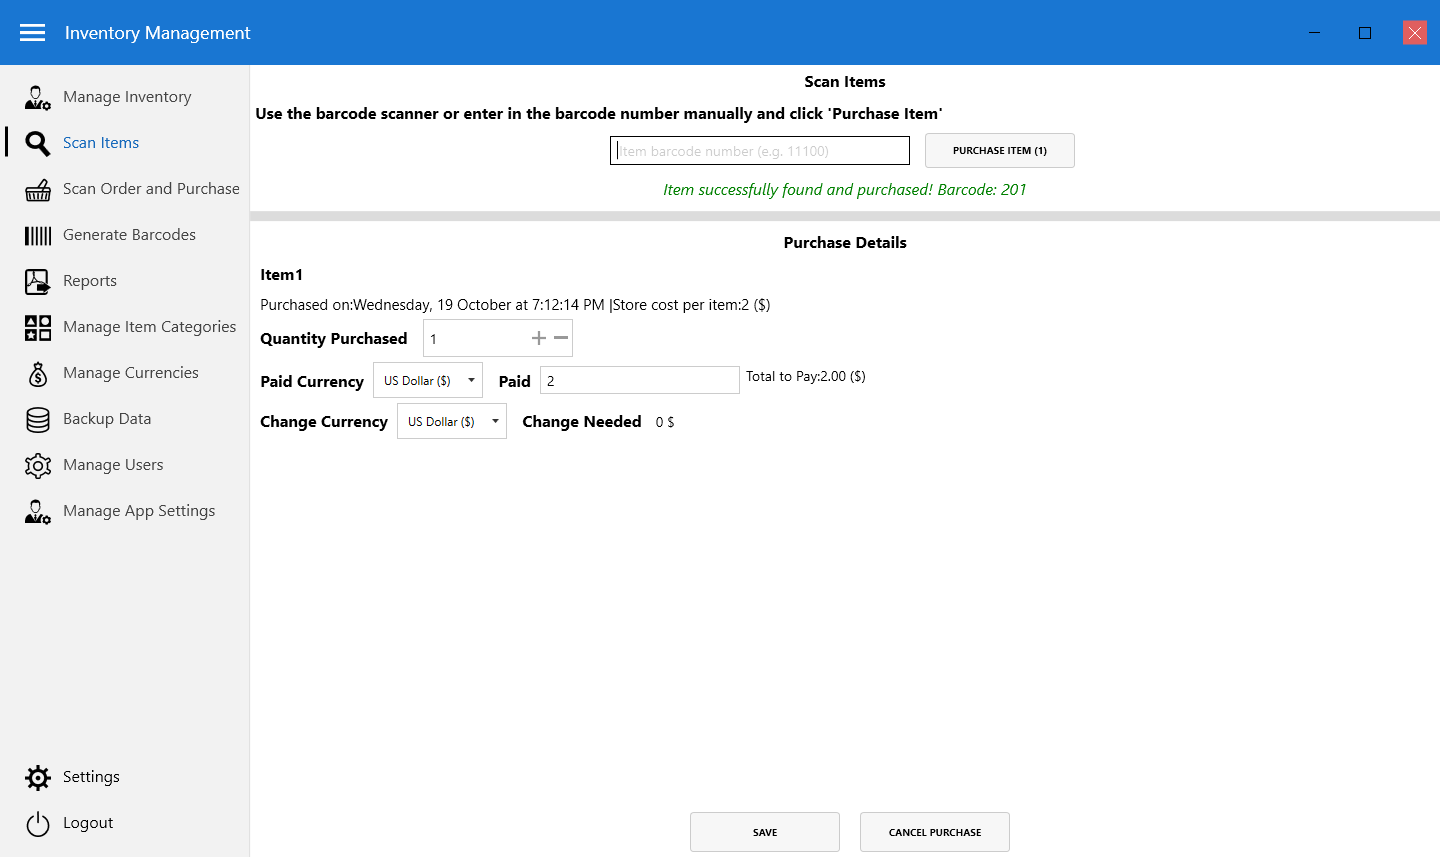 Inventory Management
Manage Inventory
Scan Items
Scan Order and Purchase
Generate Barcodes
Reports
Manage Item Categories
Manage Currencies
Backup Data
Manage Users
Manage App Settings
Settings
Logout
Scan Items
Use the barcode scanner or enter in the barcode number manually and click 'Purchase Item'
Item barcode number (e.g. 11100)
PURCHASE ITEM (1)
Item successfully found and purchased! Barcode: 201
Purchase Details
Item1
Purchased on:Wednesday, 19 October at 7:12:14 PM |Store cost per item:2 ($)
Quantity Purchased 1
Paid Currency US Dollar ($) Paid 2 Total to Pay:2.00 ($)
Change Currency US Dollar ($) Change Needed 0 $
SAVE CANCEL PURCHASE